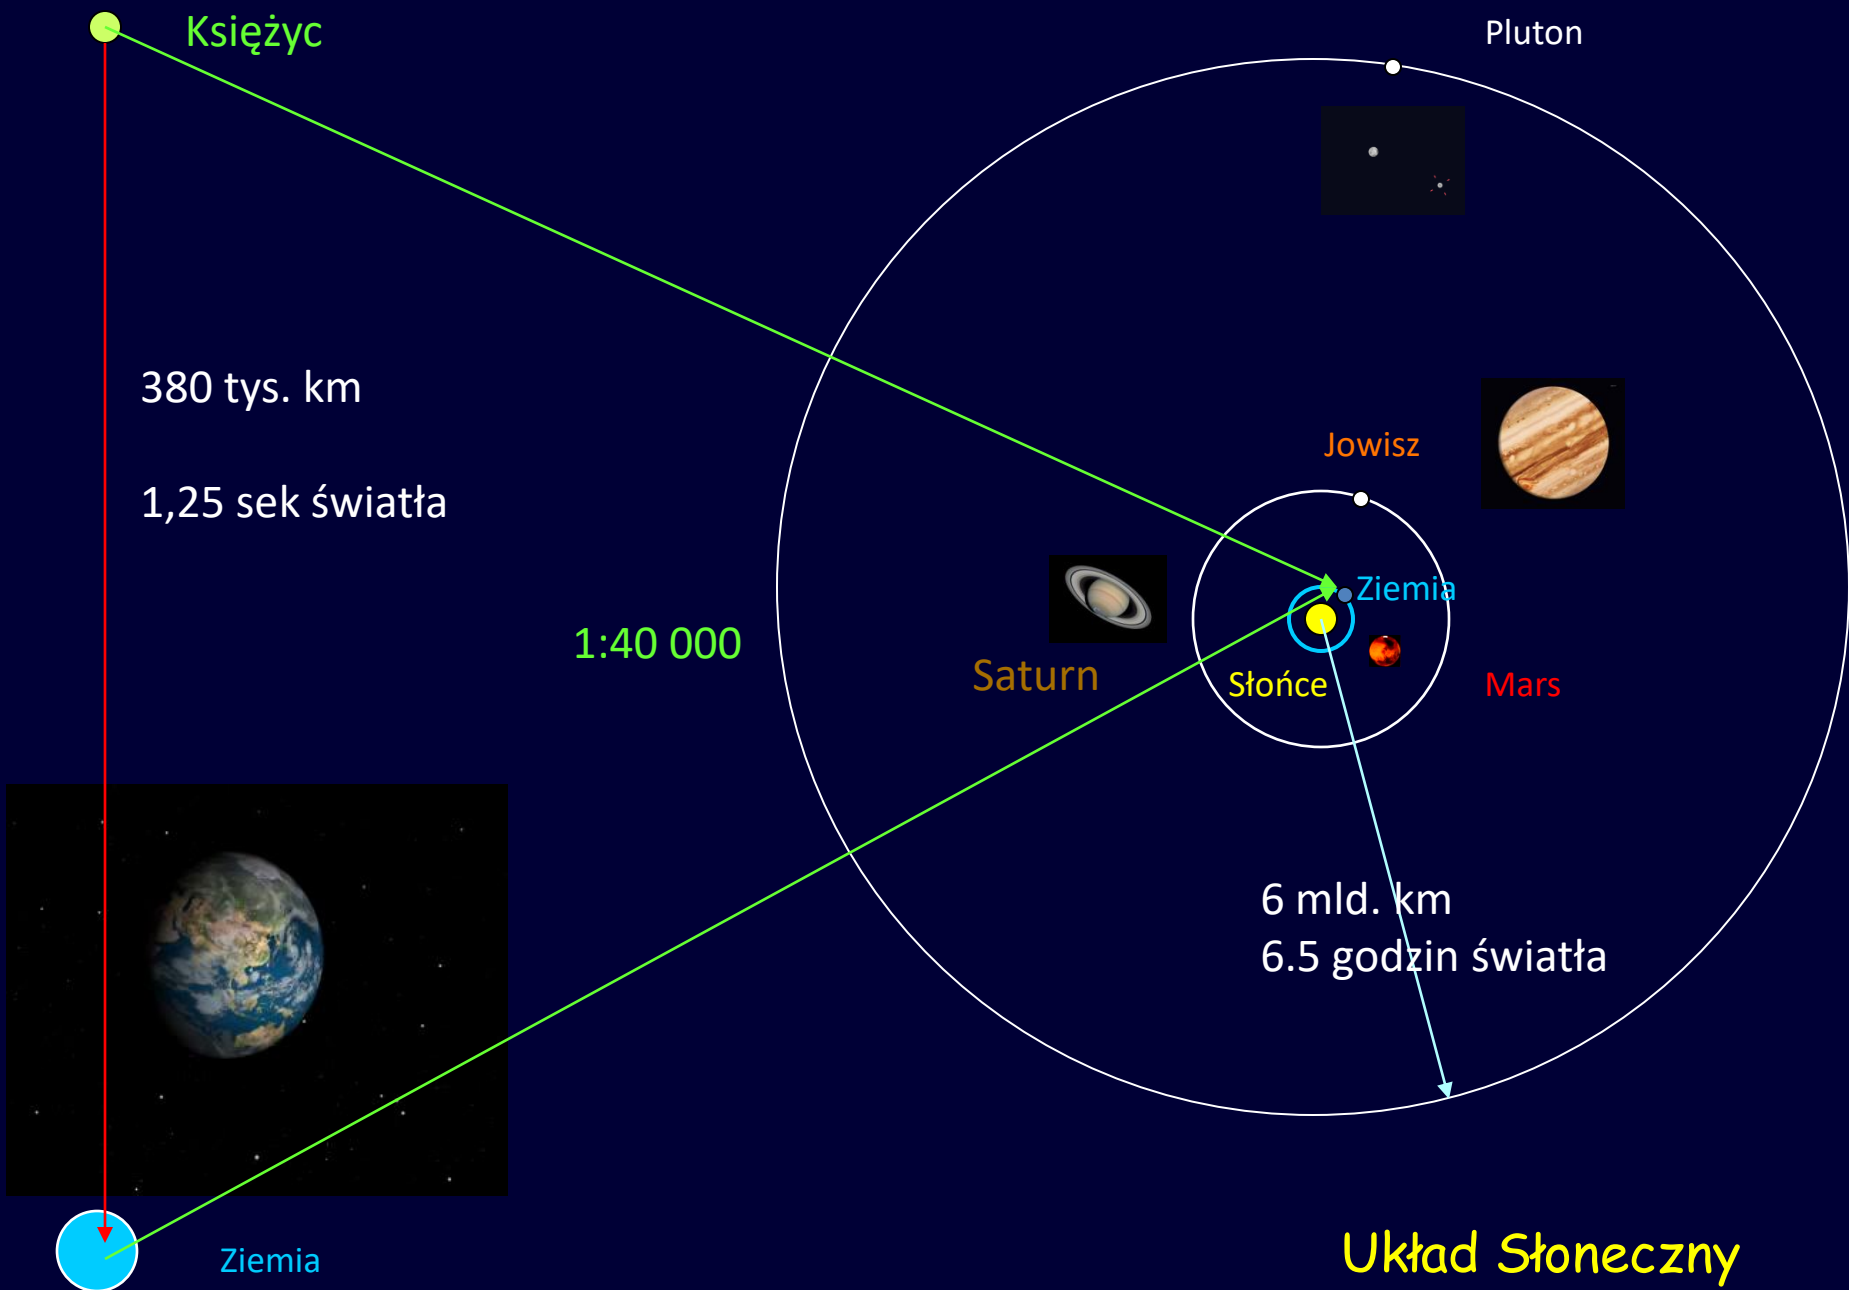 Księżyc
Pluton
380 tys. km
1,25 sek światła
Jowisz
Ziemia
1:40 000
Saturn
Słońce
Mars
6 mld. km
6.5 godzin światła
Ziemia
Układ Słoneczny